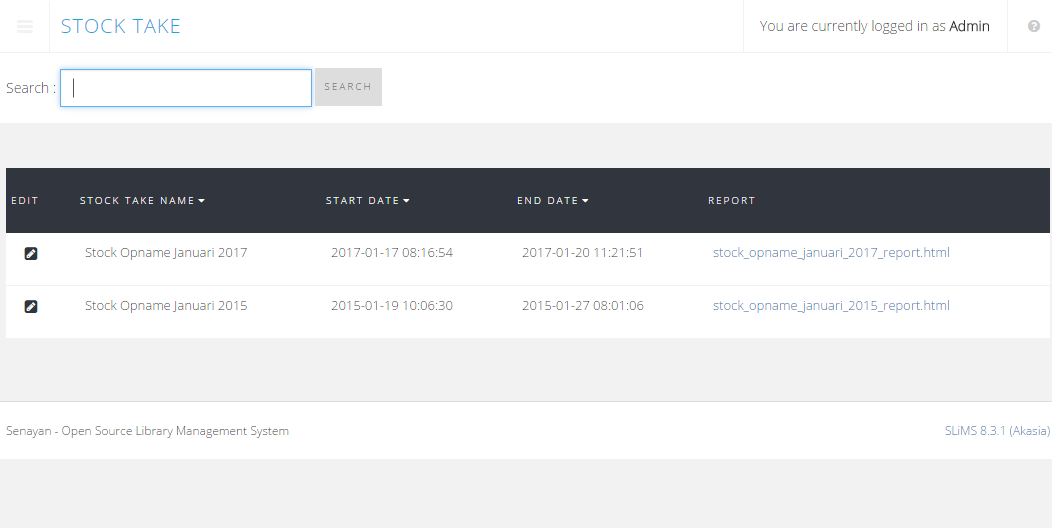 STOCK TAKE
You are currently logged in as Admin
Search :
SEARCH
EDIT STOCK TAKE NAME START DATE END DATE REPORT
Stock Opname Januari 2017 2017-01-17 08:16:54 2017-01-20 11:21:51 stock_opname_januari_2017_report.html
Stock Opname Januari 2015 2015-01-19 10:06:30 2015-01-27 08:01:06 stock_opname_januari_2015_report.html
Senayan - Open Source Library Management System SLiMS 8.3.1 (Akasia)